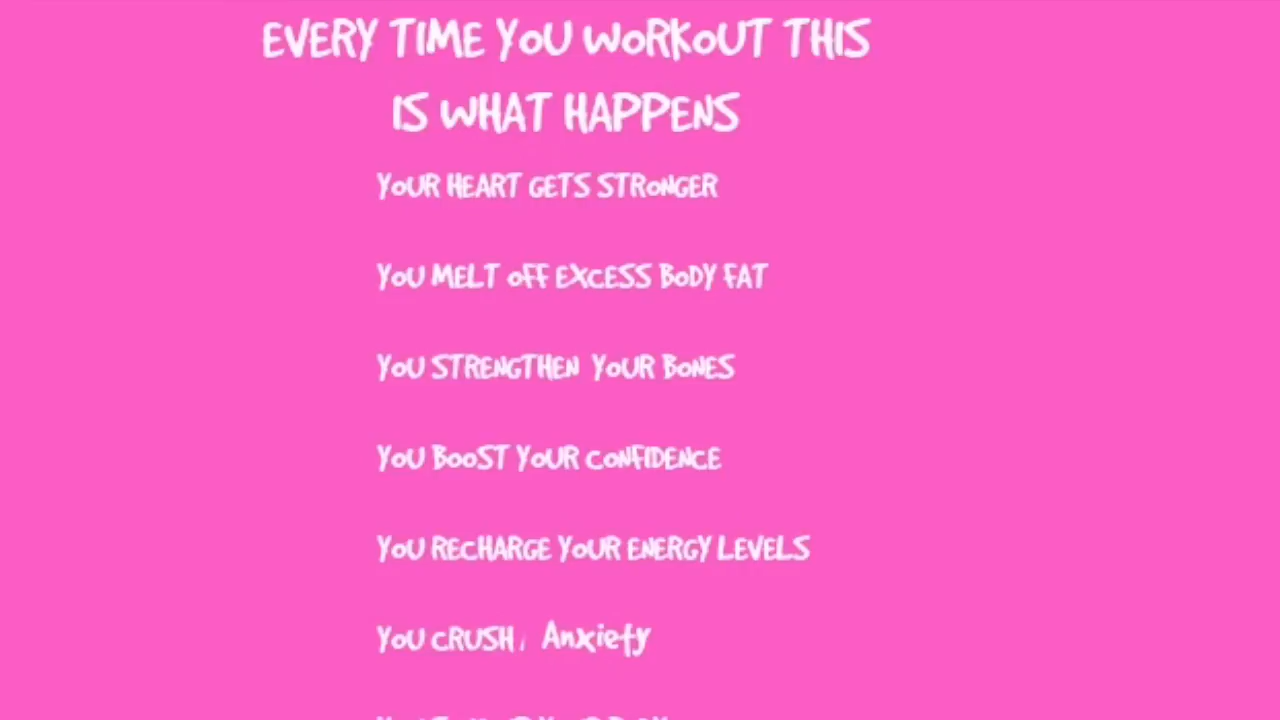 EVERY TIME YOU WORKOUT THIS
IS WHAT HAPPENS
YOUR HEART GETS STRONGER
YOU MELT OFF EXCESS BODY FAT
YOU STRENGTHEN YOUR BONES
YOU BOOST YOUR CONFIDENCE
YOU RECHARGE YOUR ENERGY LEVELS
YOU CRUSH, Anxiety